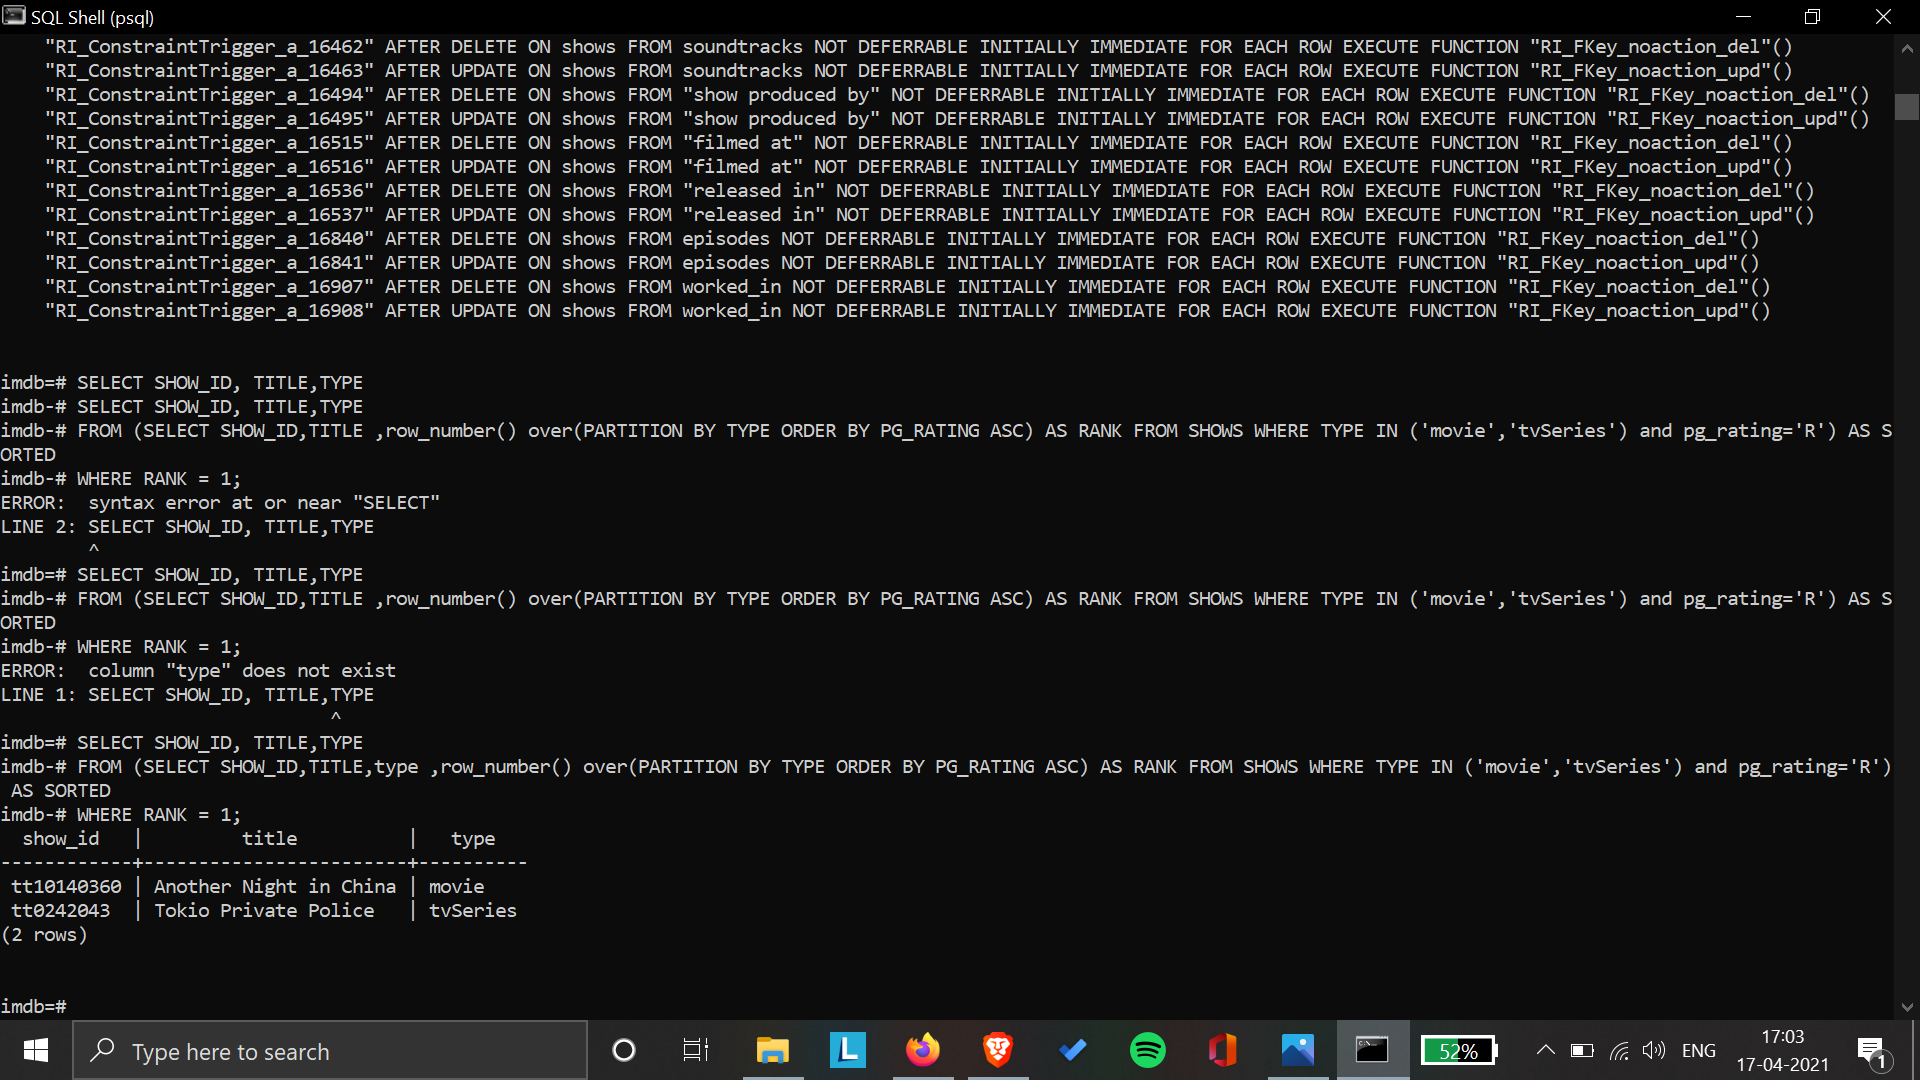 SQL Shell (psql)
"RI_ConstraintTrigger_a_16462" AFTER DELETE ON shows FROM soundtracks NOT DEFERRABLE INITIALLY IMMEDIATE FOR EACH ROW EXECUTE FUNCTION "RI_FKey_noaction_del"()
"RI_ConstraintTrigger_a_16463" AFTER UPDATE ON shows FROM soundtracks NOT DEFERRABLE INITIALLY IMMEDIATE FOR EACH ROW EXECUTE FUNCTION "RI_FKey_noaction_upd"()
"RI_ConstraintTrigger_a_16494" AFTER DELETE ON shows FROM "show produced by" NOT DEFERRABLE INITIALLY IMMEDIATE FOR EACH ROW EXECUTE FUNCTION "RI_FKey_noaction_del"()
"RI_ConstraintTrigger_a_16495" AFTER UPDATE ON shows FROM "show produced by" NOT DEFERRABLE INITIALLY IMMEDIATE FOR EACH ROW EXECUTE FUNCTION "RI_FKey_noaction_upd"()
"RI_ConstraintTrigger_a_16515" AFTER DELETE ON shows FROM "filmed at" NOT DEFERRABLE INITIALLY IMMEDIATE FOR EACH ROW EXECUTE FUNCTION "RI_FKey_noaction_del"()
"RI_ConstraintTrigger_a_16516" AFTER UPDATE ON shows FROM "filmed at" NOT DEFERRABLE INITIALLY IMMEDIATE FOR EACH ROW EXECUTE FUNCTION "RI_FKey_noaction_upd"()
"RI_ConstraintTrigger_a_16536" AFTER DELETE ON shows FROM "released in" NOT DEFERRABLE INITIALLY IMMEDIATE FOR EACH ROW EXECUTE FUNCTION "RI_FKey_noaction_del"()
"RI_ConstraintTrigger_a_16537" AFTER UPDATE ON shows FROM "released in" NOT DEFERRABLE INITIALLY IMMEDIATE FOR EACH ROW EXECUTE FUNCTION "RI_FKey_noaction_upd"()
"RI_ConstraintTrigger_a_16840" AFTER DELETE ON shows FROM episodes NOT DEFERRABLE INITIALLY IMMEDIATE FOR EACH ROW EXECUTE FUNCTION "RI_FKey_noaction_del"()
"RI_ConstraintTrigger_a_16841" AFTER UPDATE ON shows FROM episodes NOT DEFERRABLE INITIALLY IMMEDIATE FOR EACH ROW EXECUTE FUNCTION "RI_FKey_noaction_upd"()
"RI_ConstraintTrigger_a_16907" AFTER DELETE ON shows FROM worked_in NOT DEFERRABLE INITIALLY IMMEDIATE FOR EACH ROW EXECUTE FUNCTION "RI_FKey_noaction_del"()
"RI_ConstraintTrigger_a_16908" AFTER UPDATE ON shows FROM worked_in NOT DEFERRABLE INITIALLY IMMEDIATE FOR EACH ROW EXECUTE FUNCTION "RI_FKey_noaction_upd"()
imdb=# SELECT SHOW_ID, TITLE,TYPE
imdb-# SELECT SHOW_ID, TITLE,TYPE
imdb-# FROM (SELECT SHOW_ID,TITLE ,row_number() over(PARTITION BY TYPE ORDER BY PG_RATING ASC) AS RANK FROM SHOWS WHERE TYPE IN ('movie','tvSeries') and pg_rating='R') AS S
ORTED
imdb-# WHERE RANK = 1;
ERROR:  syntax error at or near "SELECT"
LINE 2: SELECT SHOW_ID, TITLE,TYPE
^
imdb=# SELECT SHOW_ID, TITLE,TYPE
imdb-# FROM (SELECT SHOW_ID,TITLE ,row_number() over(PARTITION BY TYPE ORDER BY PG_RATING ASC) AS RANK FROM SHOWS WHERE TYPE IN ('movie','tvSeries') and pg_rating='R') AS S
ORTED
imdb-# WHERE RANK = 1;
ERROR:  column "type" does not exist
LINE 1: SELECT SHOW_ID, TITLE,TYPE
^
imdb=# SELECT SHOW_ID, TITLE,TYPE
imdb-# FROM (SELECT SHOW_ID,TITLE,type ,row_number() over(PARTITION BY TYPE ORDER BY PG_RATING ASC) AS RANK FROM SHOWS WHERE TYPE IN ('movie','tvSeries') and pg_rating='R')
AS SORTED
imdb-# WHERE RANK = 1;
show_id | title | type
------------+------------------------+----------
tt10140360 | Another Night in China | movie
tt0242043 | Tokio Private Police | tvSeries
(2 rows)
imdb=#
Type here to search
L
52%
ENG
17:03
17-04-2021
1